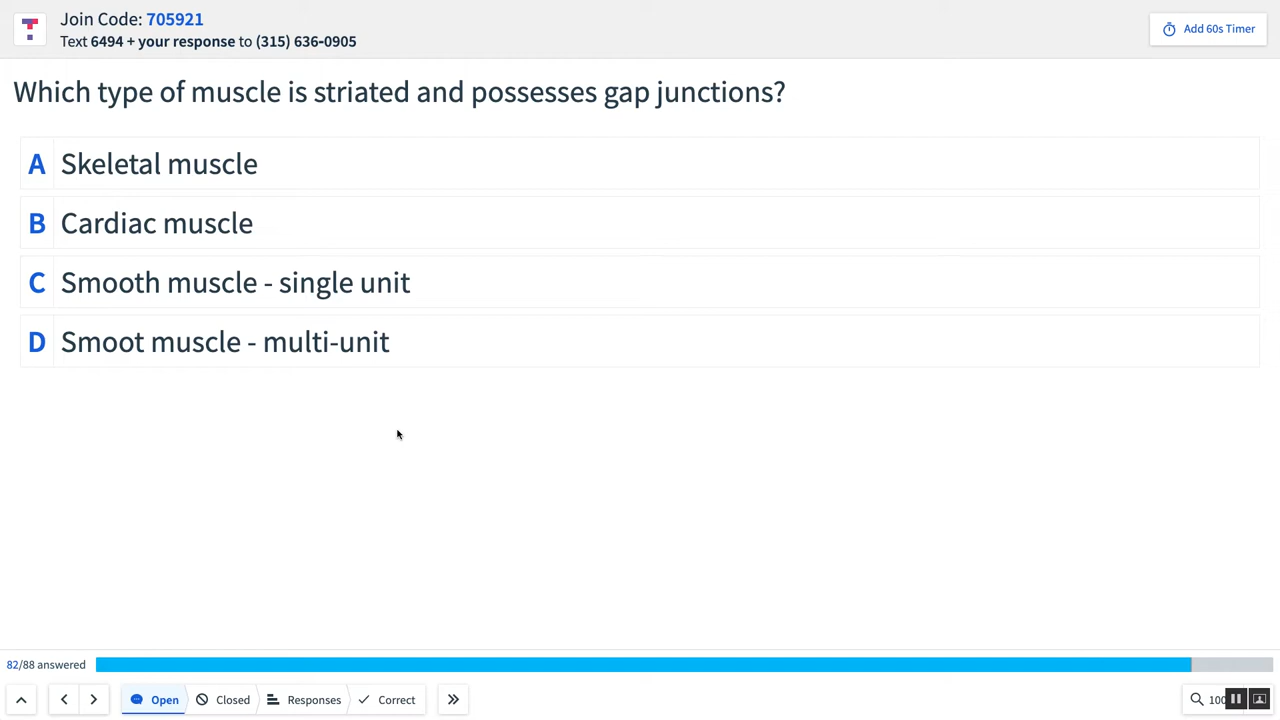 Join Code: 705921
Text 6494 + your response to (315) 636-0905
Add 60s Timer
Which type of muscle is striated and possesses gap junctions?
A Skeletal muscle
B Cardiac muscle
C Smooth muscle - single unit
D Smoot muscle - multi-unit
82/88 answered
Open Closed Responses Correct